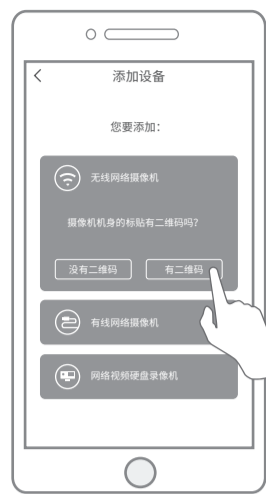 添加设备
您要添加：
无线网络摄像机
摄像机机身的标贴有二维码吗?
没有二维码
有二维码
有线网络摄像机
网络视频硬盘录像机